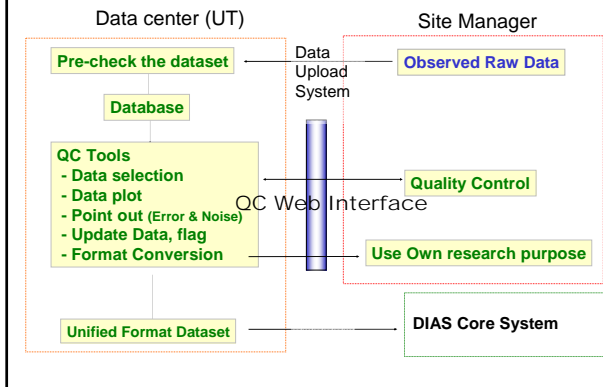 Data center (UT)
Site Manager
Pre-check the dataset
Data
Upload
System
Observed Raw Data
Database
QC Tools
- Data selection
- Data plot
- Point out (Error & Noise)
- Update Data, flag
- Format Conversion
QC Web Interface
Quality Control
Use Own research purpose
Unified Format Dataset
DIAS Core System